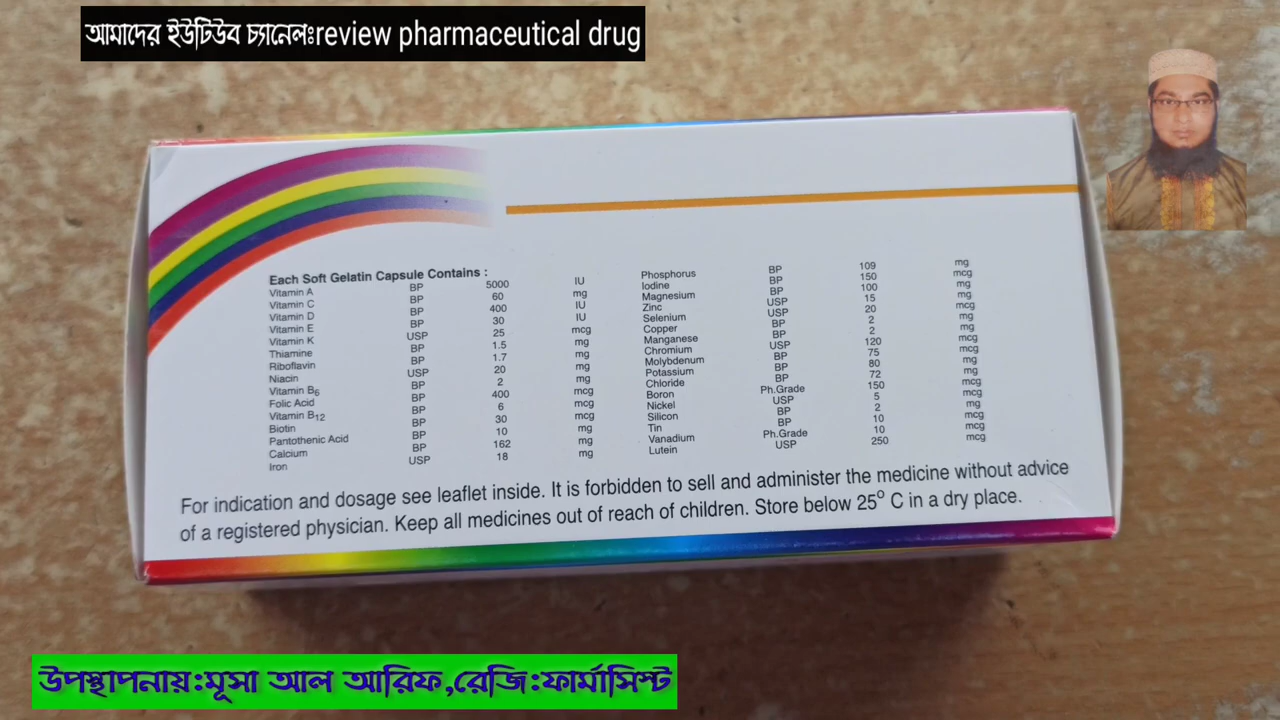 আমাদের ইউটিউব চ্যানেলঃreview pharmaceutical drug
Each Soft Gelatin Capsule Contains :
Vitamin A BP 5000 IU
Vitamin C BP 60 mg
Vitamin D BP 400 IU
Vitamin E BP 30 IU
Vitamin K USP 25 mcg
Thiamine BP 1.5 mg
Riboflavin BP 1.7 mg
Niacin USP 20 mg
Vitamin B6 BP 2 mg
Folic Acid BP 400 mcg
Vitamin B12 BP 6 mcg
Biotin BP 30 mcg
Pantothenic Acid BP 10 mg
Calcium BP 162 mg
Iron USP 18 mg
Phosphorus BP 109 mg
Iodine BP 150 mcg
Magnesium BP 100 mg
Zinc USP 15 mg
Selenium USP 20 mcg
Copper BP 2 mg
Manganese BP 2 mg
Chromium USP 120 mcg
Molybdenum BP 75 mcg
Potassium BP 80 mg
Chloride BP 72 mg
Boron Ph.Grade 150 mcg
Nickel USP 5 mcg
Silicon BP 2 mg
Tin BP 10 mcg
Vanadium Ph.Grade 10 mcg
Lutein USP 250 mcg
For indication and dosage see leaflet inside. It is forbidden to sell and administer the medicine without advice
of a registered physician. Keep all medicines out of reach of children. Store below 25° C in a dry place.
উপস্থাপনায়:মূসা আল আরিফ,রেজি:ফার্মাসিস্ট